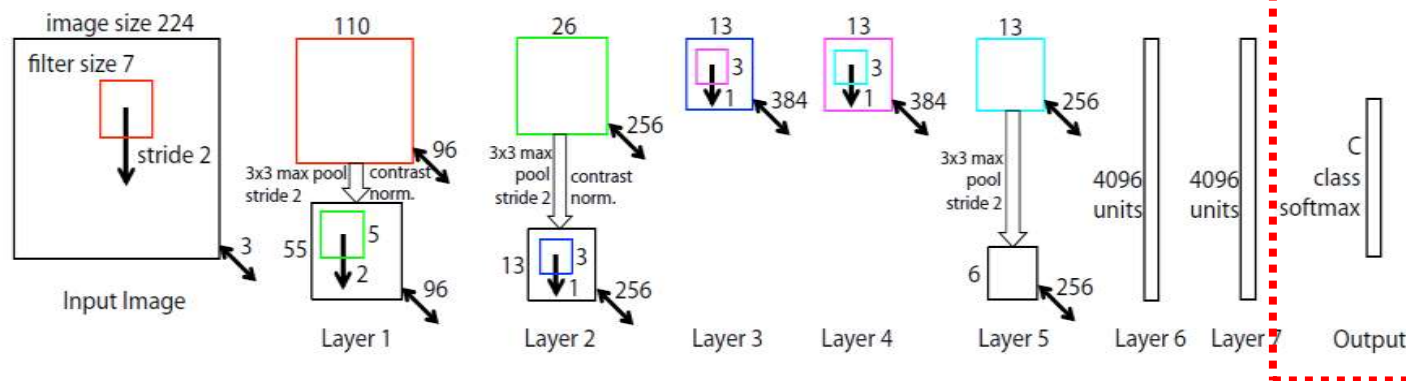 image size 224
filter size 7
stride 2
3
Input Image
110
96
3x3 max pool
stride 2
contrast
norm.
55
5
2
96
Layer 1
26
256
3x3 max
pool
stride 2
contrast
norm.
13
3
1
256
Layer 2
13
3
1
384
Layer 3
13
3
1
384
Layer 4
13
256
3x3 max
pool
stride 2
6
256
Layer 5
4096
units
Layer 6
4096
units
Layer 7
C
class
softmax
Output